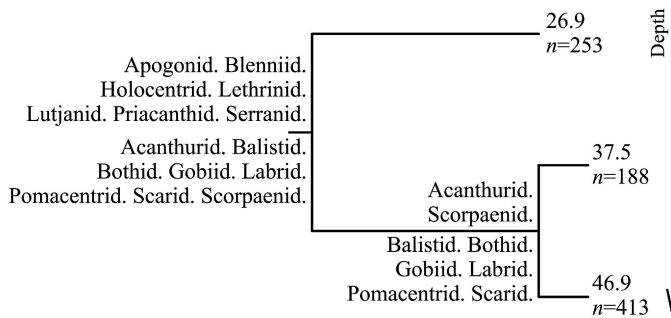 26.9
n=253
Depth
Apogonid. Blenniid.
Holocentrid. Lethrinid.
Lutjanid. Priacanthid. Serranid.
Acanthurid. Balistid.
Bothid. Gobiid. Labrid.
Pomacentrid. Scarid. Scorpaenid.
37.5
n=188
Acanthurid.
Scorpaenid.
Balistid. Bothid.
Gobiid. Labrid.
Pomacentrid. Scarid.
46.9
n=413